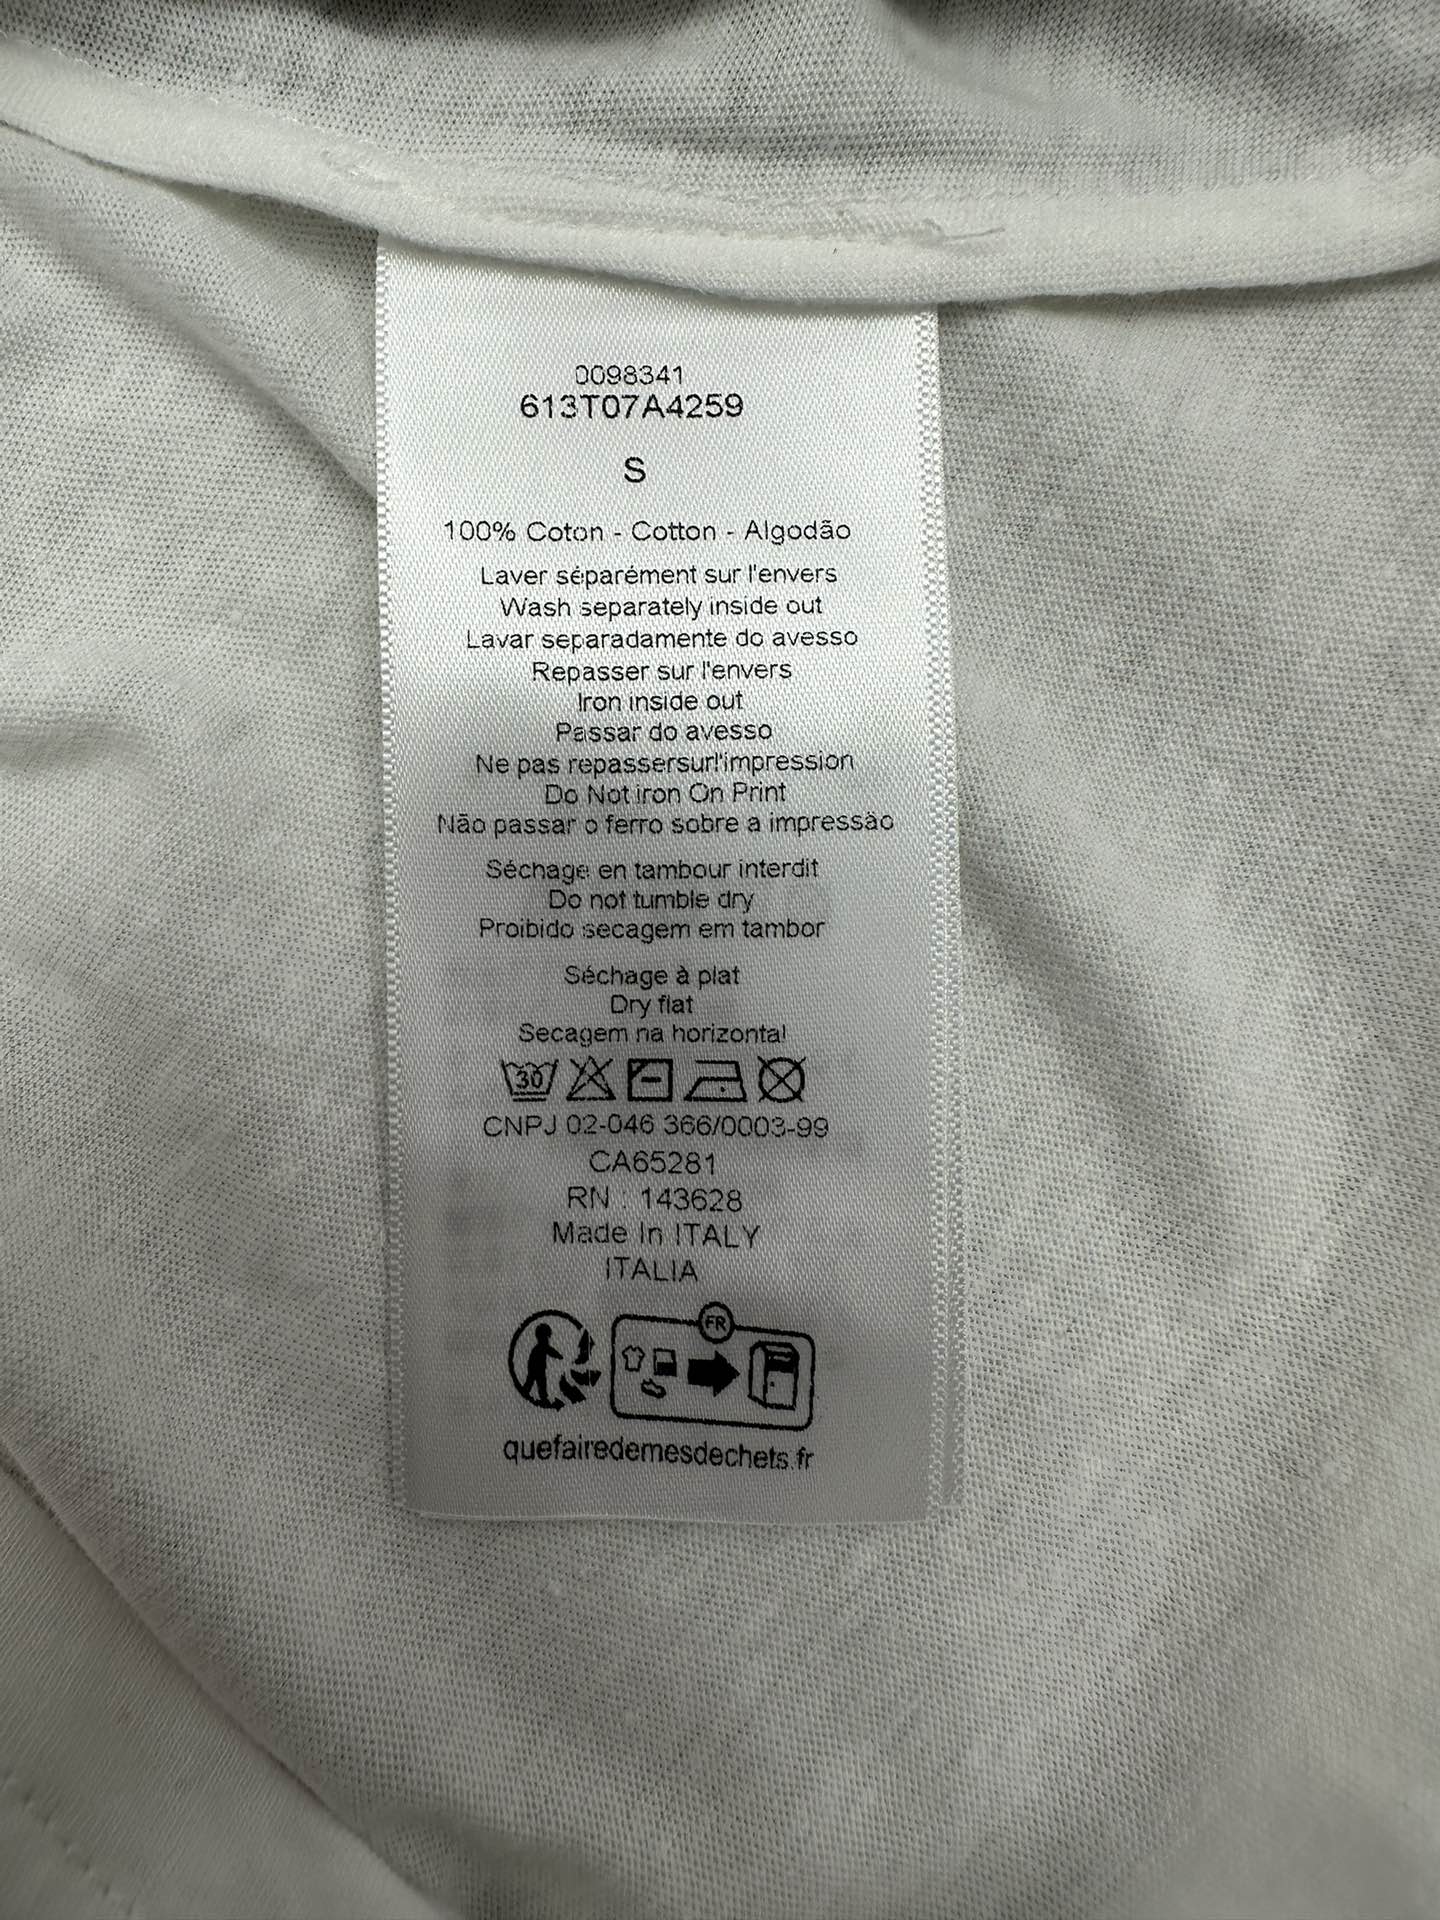 0098341
613T07A4259
S
100% Coton - Cotton - Algodão
Laver séparément sur l'envers
Wash separately inside out
Lavar separadamente do avesso
Repasser sur l'envers
Iron inside out
Passar do avesso
Ne pas repassersurl'impression
Do Not iron On Print
Não passar o ferro sobre a impressão
Séchage en tambour interdit
Do not tumble dry
Proibido secagem em tambor
Séchage à plat
Dry flat
Secagem na horizontal
30
CNPJ 02-046 366/0003-99
CA65281
RN : 143628
Made In ITALY
ITALIA
FR
quefairedemesdechets.fr